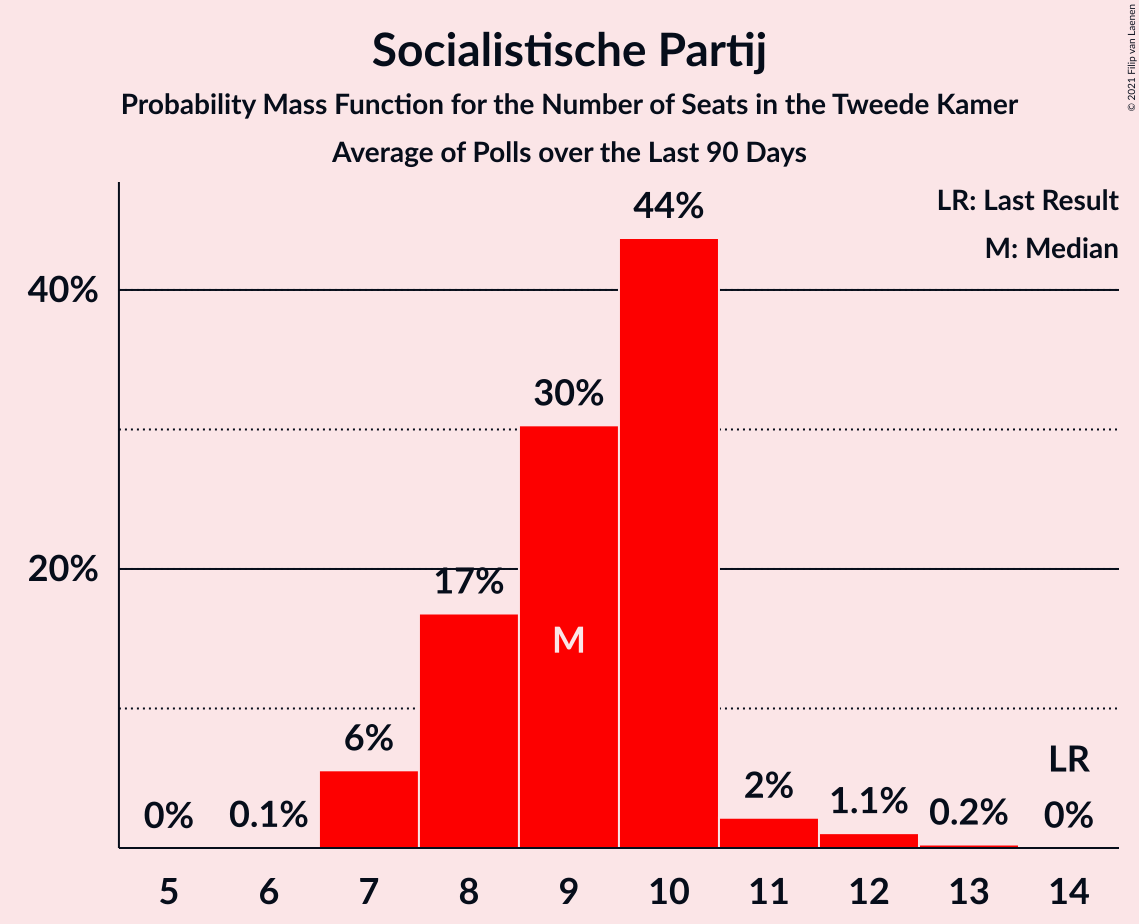 Socialistische Partij
Probability Mass Function for the Number of Seats in the Tweede Kamer
Average of Polls over the Last 90 Days
© 2021 Filip van Laenen
LR: Last Result
M: Median
40%
20%
0%
0.1%
6%
17%
30%
44%
2%
1.1%
0.2%
0%
M
LR
5 6 7 8 9 10 11 12 13 14